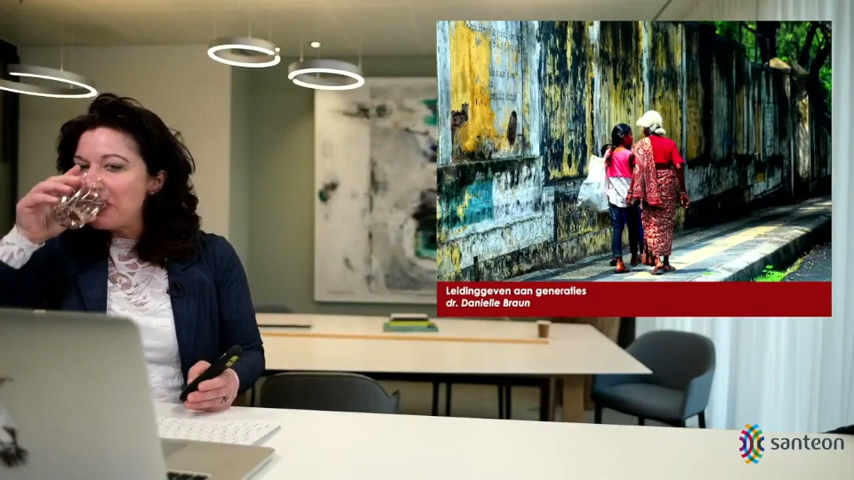 Leidinggeven aan generaties
dr. Danielle Braun
santeon